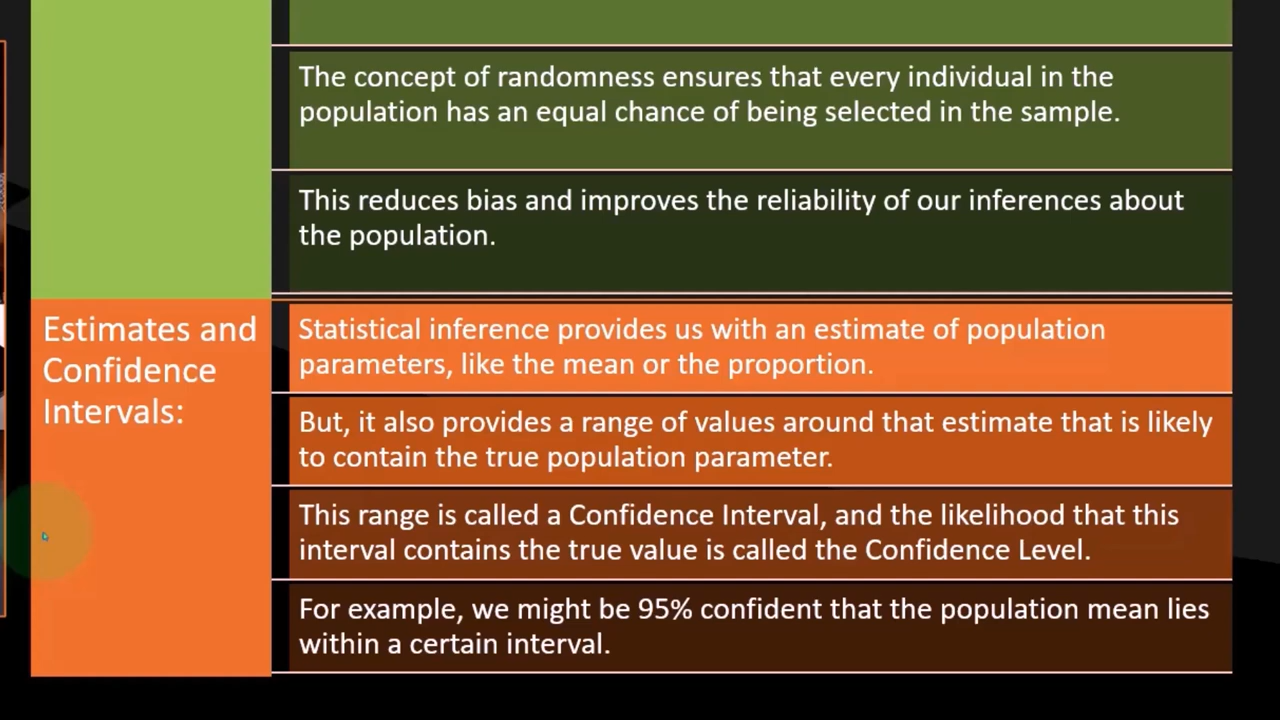 The concept of randomness ensures that every individual in the
population has an equal chance of being selected in the sample.
This reduces bias and improves the reliability of our inferences about
the population.
Estimates and
Confidence
Intervals:
Statistical inference provides us with an estimate of population
parameters, like the mean or the proportion.
But, it also provides a range of values around that estimate that is likely
to contain the true population parameter.
This range is called a Confidence Interval, and the likelihood that this
interval contains the true value is called the Confidence Level.
For example, we might be 95% confident that the population mean lies
within a certain interval.